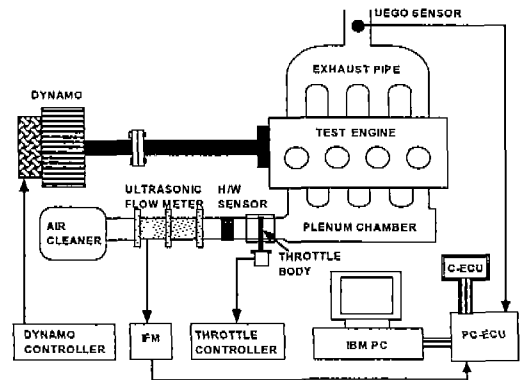 UEGO SENSOR
EXHAUST PIPE
DYNAMO
TEST ENGINE
ULTRASONIC
FLOW METER
H/W
SENSOR
AIR
CLEANER
PLENUM CHAMBER
THROTTLE
BODY
C-ECU
DYNAMO
CONTROLLER
IFM
THROTTLE
CONTROLLER
IBM PC
PC-ECU